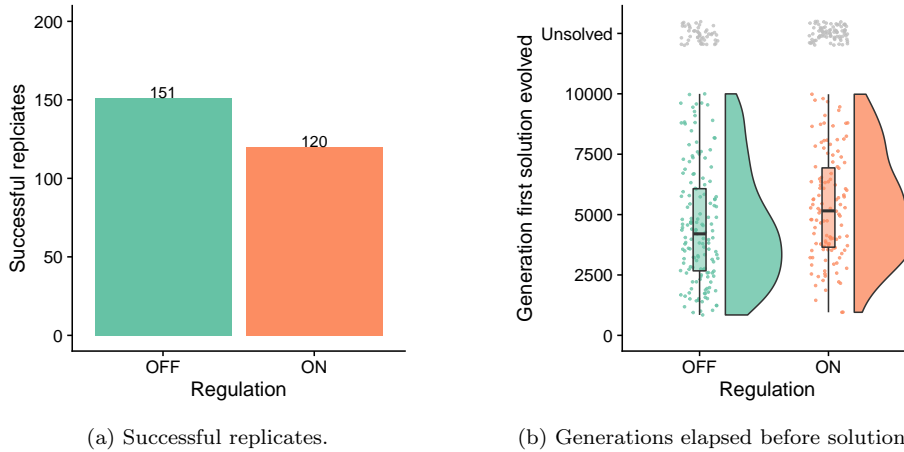 200
150
100
50
0
Successful replciates
151
120
OFF ON
Regulation
(a) Successful replicates.
Unsolved
10000
7500
5000
2500
0
Generation first solution evolved
OFF ON
Regulation
(b) Generations elapsed before solution